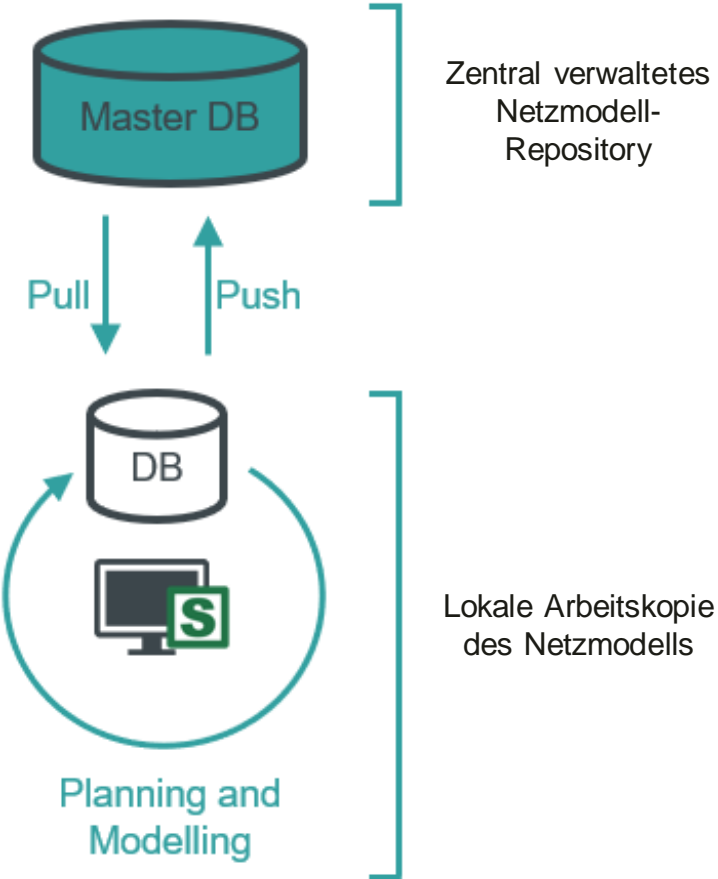 Master DB
Zentral verwaltetes
Netzmodell-
Repository
Pull
Push
DB
S
Lokale Arbeitskopie
des Netzmodells
Planning and
Modelling